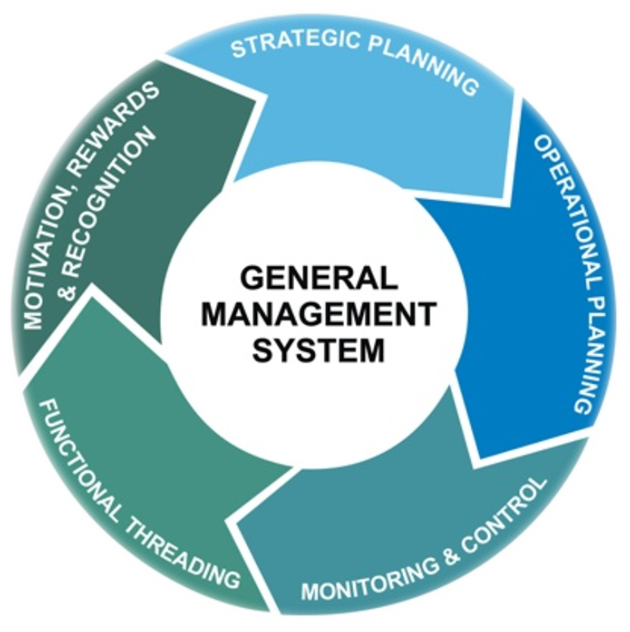 STRATEGIC PLANNING
OPERATIONAL PLANNING
MONITORING & CONTROL
FUNCTIONAL THREADING
MOTIVATION, REWARDS
& RECOGNITION
GENERAL
MANAGEMENT
SYSTEM